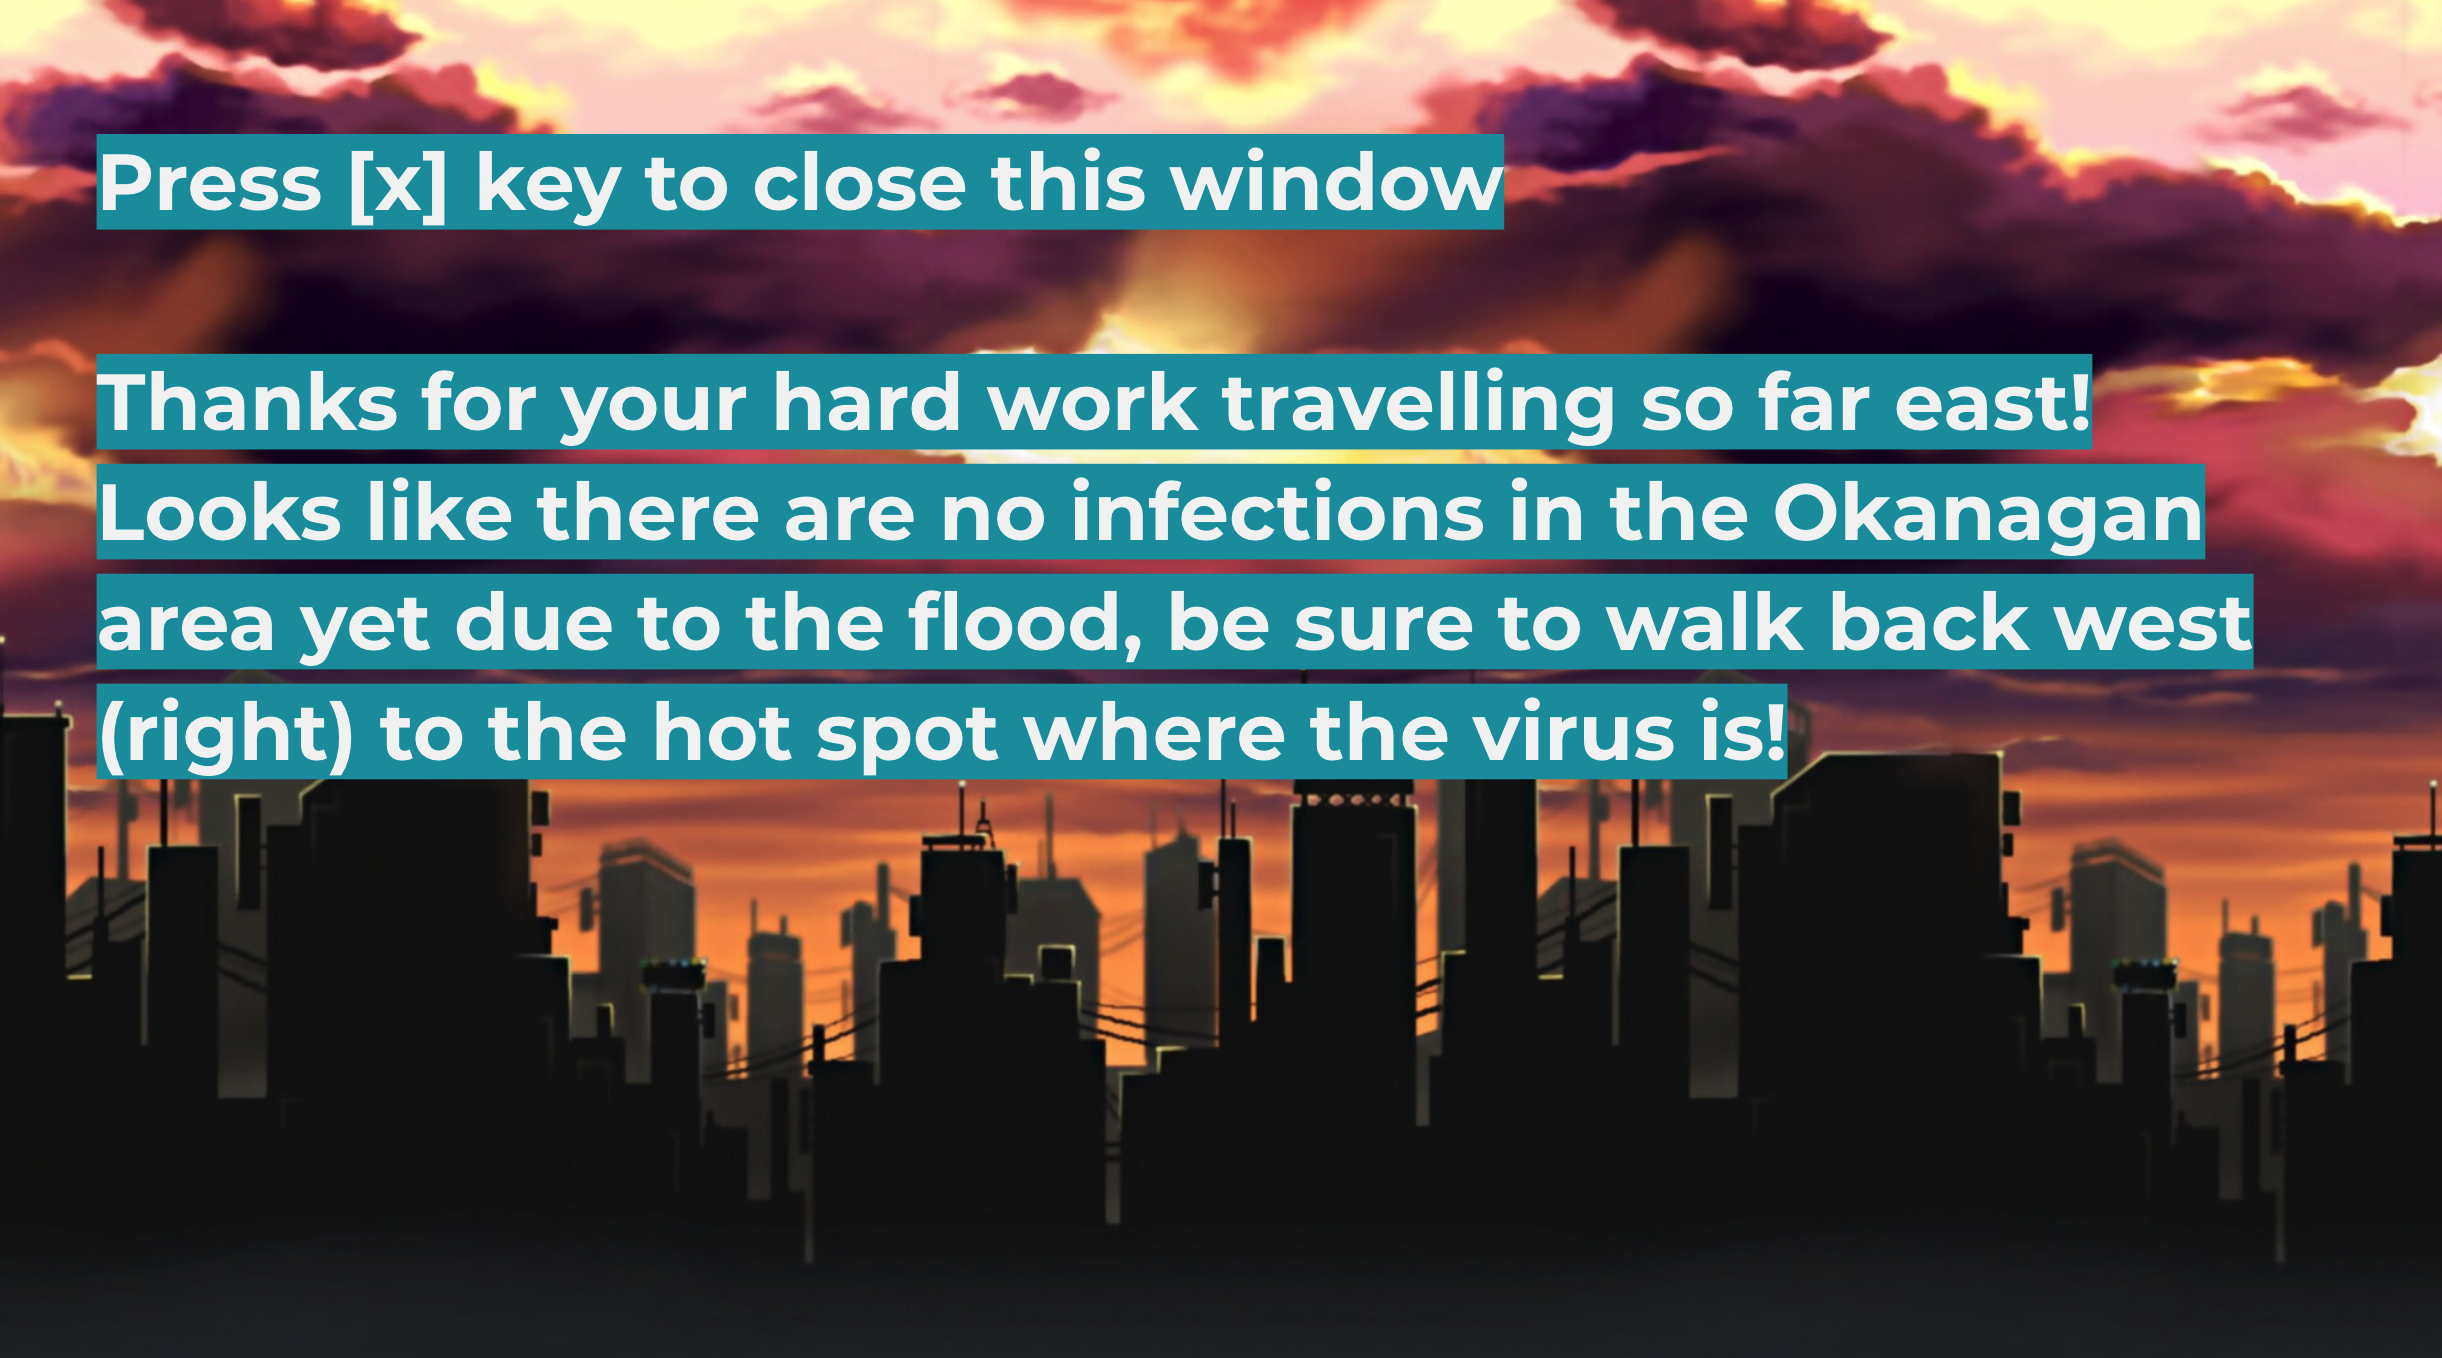 Press [x] key to close this window
Thanks for your hard work travelling so far east!
Looks like there are no infections in the Okanagan
area yet due to the flood, be sure to walk back west
(right) to the hot spot where the virus is!